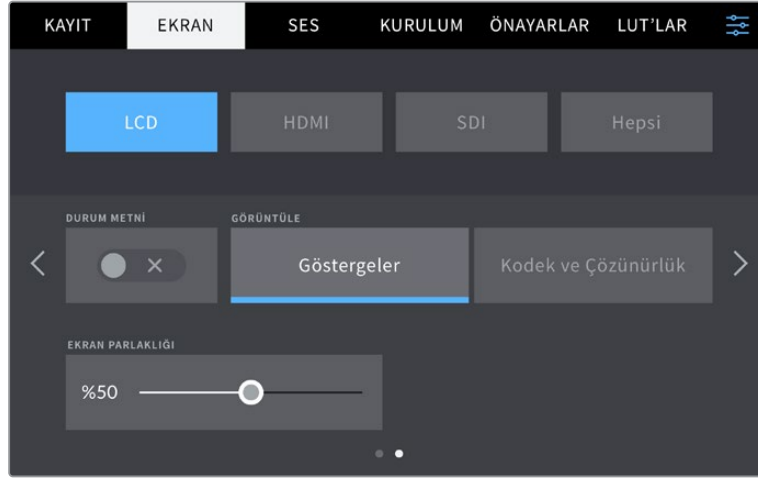 KAYIT EKRAN SES KURULUM ÖNAYARLAR LUT’LAR
LCD HDMI SDI Hepsi
DURUM METNİ GÖRÜNTÜLE
Göstergeler Kodek ve Çözünürlük
EKRAN PARLAKLIĞI
%50